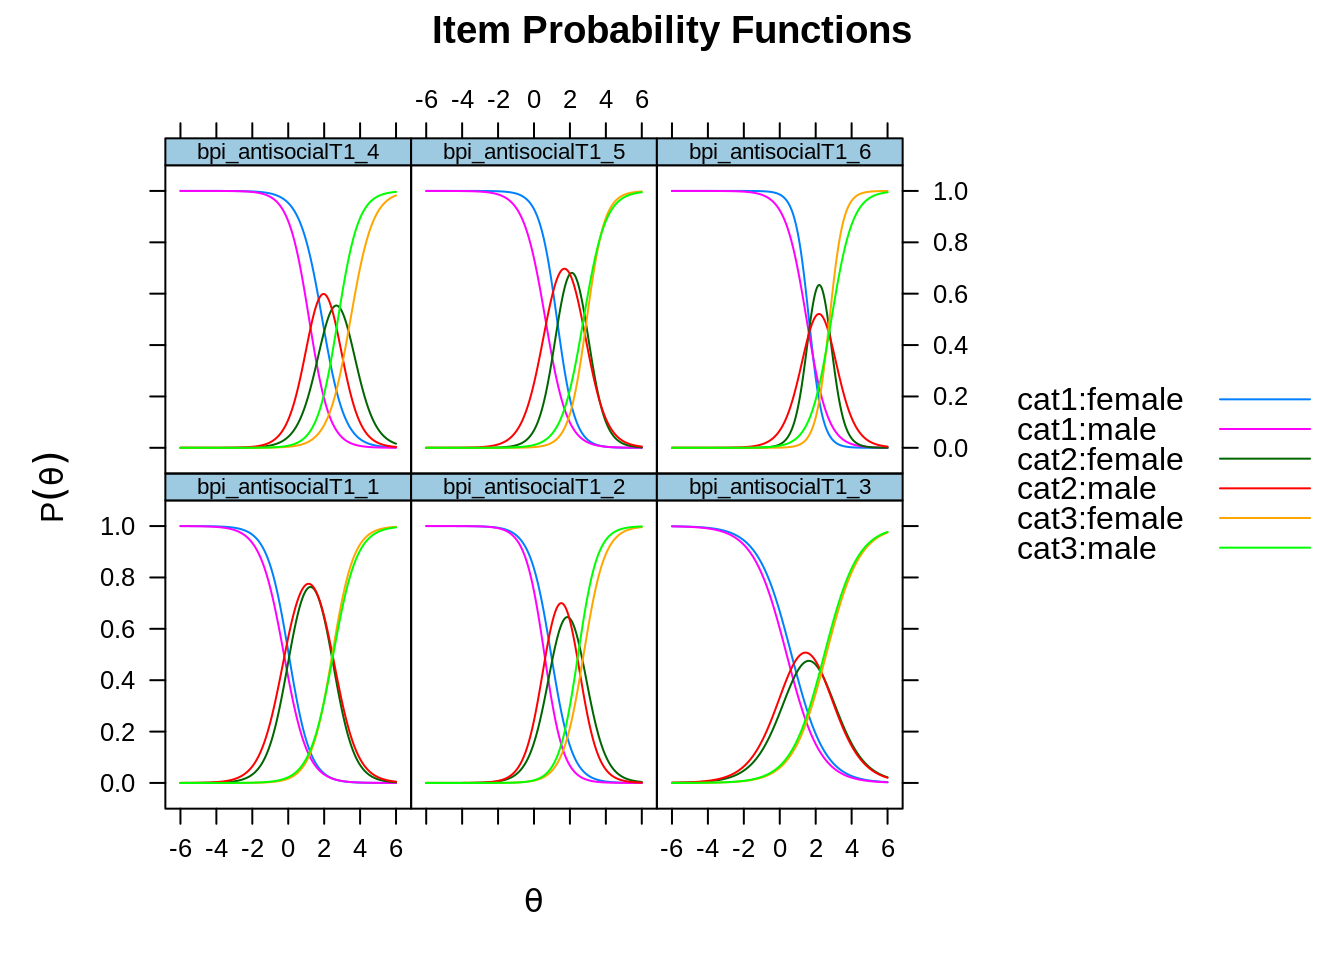 Item Probability Functions
-6 -4 -2 0 2 4 6
bpi_antisocialT1_4 bpi_antisocialT1_5 bpi_antisocialT1_6
1.0
0.8
0.6
0.4
0.2
0.0
bpi_antisocialT1_1 bpi_antisocialT1_2 bpi_antisocialT1_3
1.0
0.8
0.6
0.4
0.2
0.0
-6 -4 -2 0 2 4 6 -6 -4 -2 0 2 4 6
θ
P(θ)
cat1:female
cat1:male
cat2:female
cat2:male
cat3:female
cat3:male